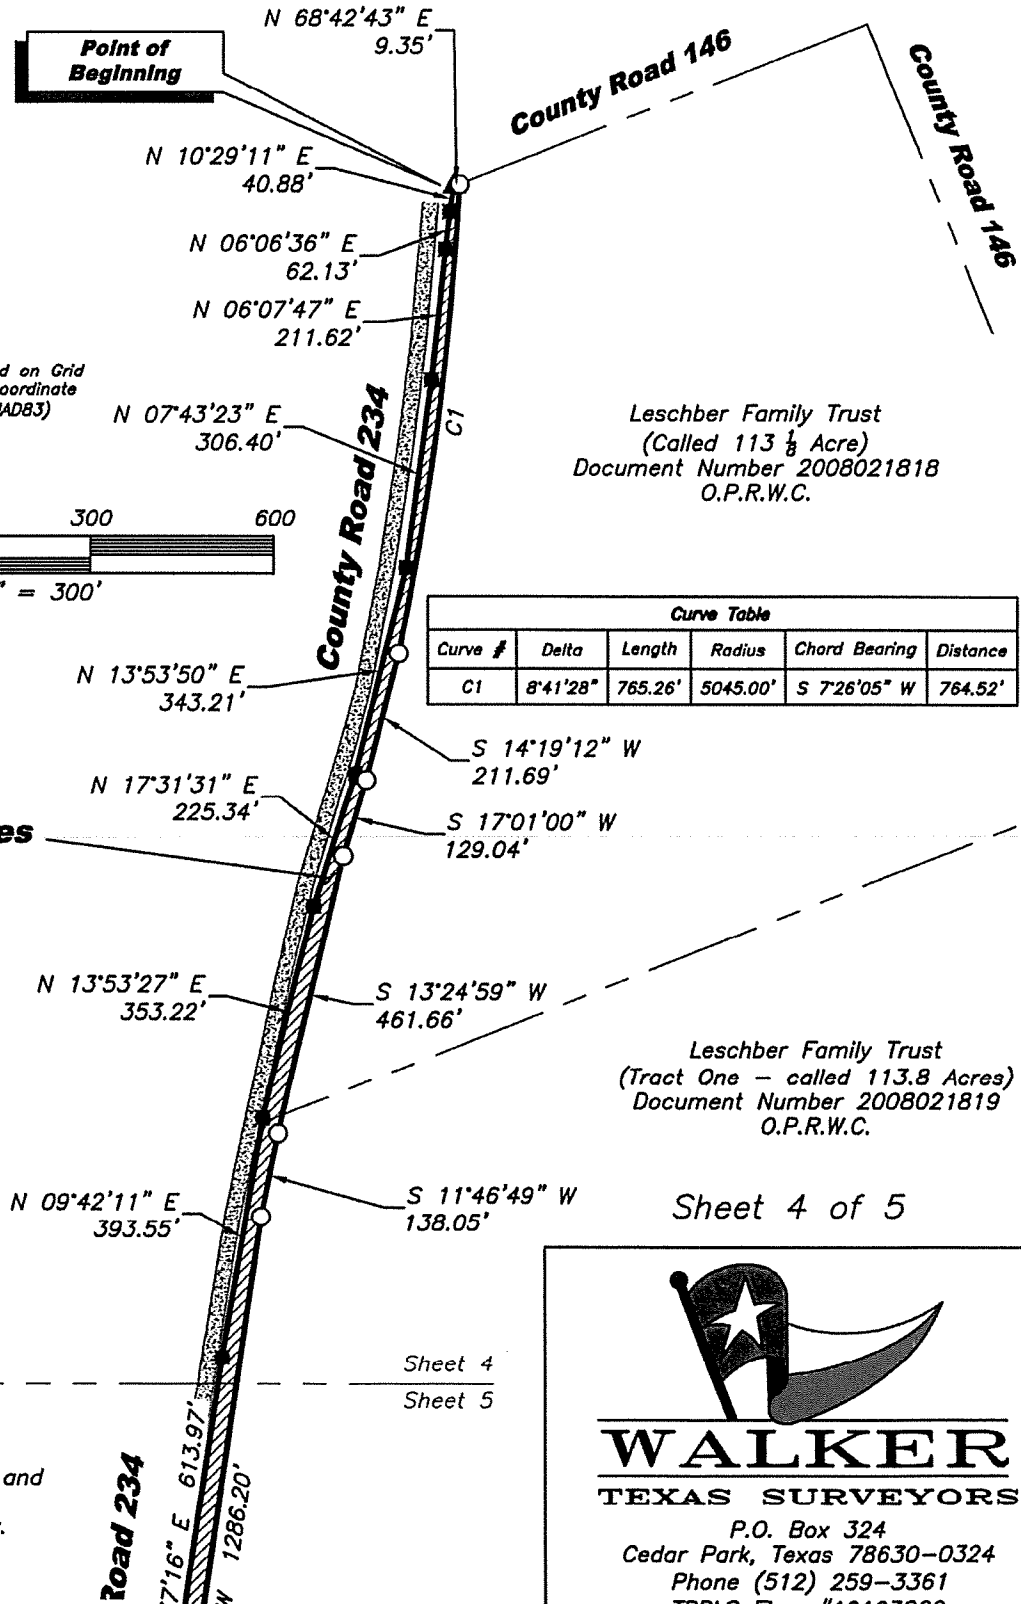 N 68°42'43" E
9.35'
Point of
Beginning
County Road 146
County Road 146
N 10°29'11" E
40.88'
N 06°06'36" E
62.13'
N 06°07'47" E
211.62'
d on Grid
oordinate
AD83)
N 07°43'23" E
306.40'
C1
County Road 234
Leschber Family Trust
(Called 113 1/8 Acre)
Document Number 2008021818
O.P.R.W.C.
300 600
" = 300'
Curve Table
Curve # Delta Length Radius Chord Bearing Distance
C1 8°41'28" 765.26' 5045.00' S 7°26'05" W 764.52'
N 13°53'50" E
343.21'
S 14°19'12" W
211.69'
N 17°31'31" E
225.34'
S 17°01'00" W
129.04'
es
N 13°53'27" E
353.22'
S 13°24'59" W
461.66'
Leschber Family Trust
(Tract One – called 113.8 Acres)
Document Number 2008021819
O.P.R.W.C.
N 09°42'11" E
393.55'
S 11°46'49" W
138.05'
Sheet 4 of 5
Sheet 4
Sheet 5
7'16" E 613.97'
W 1286.20'
Road 234
and
WALKER
TEXAS SURVEYORS
P.O. Box 324
Cedar Park, Texas 78630-0324
Phone (512) 259-3361